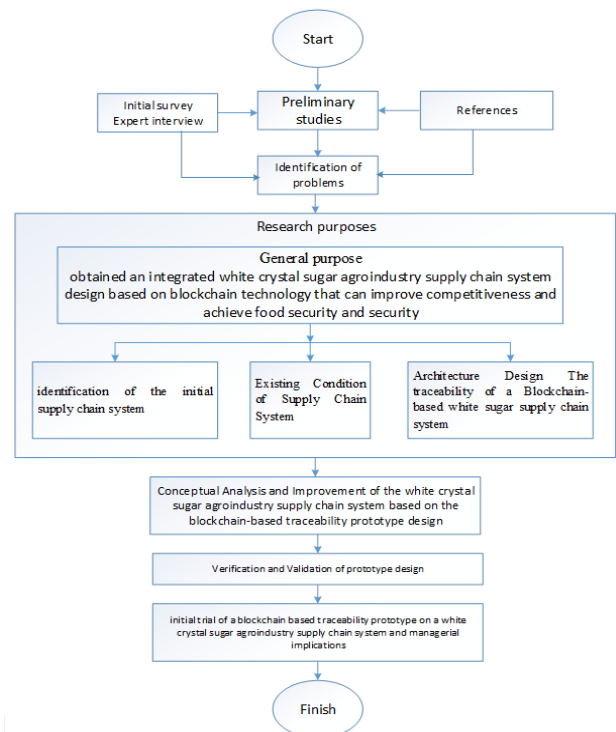 Start
Initial survey
Expert interview
Preliminary
studies
References
Identification of
problems
Research purposes
General purpose
obtained an integrated white crystal sugar agroindustry supply chain system
design based on blockchain technology that can improve competitiveness and
achieve food security and security
identification of the initial
supply chain system
Existing Condition
of Supply Chain
System
Architecture Design The
traceability of a Blockchain-
based white sugar supply chain
system
Conceptual Analysis and Improvement of the white crystal
sugar agroindustry supply chain system based on the
blockchain-based traceability prototype design
Verification and Validation of prototype design
initial trial of a blockchain based traceability prototype on a white
crystal sugar agroindustry supply chain system and managerial
implications
Finish